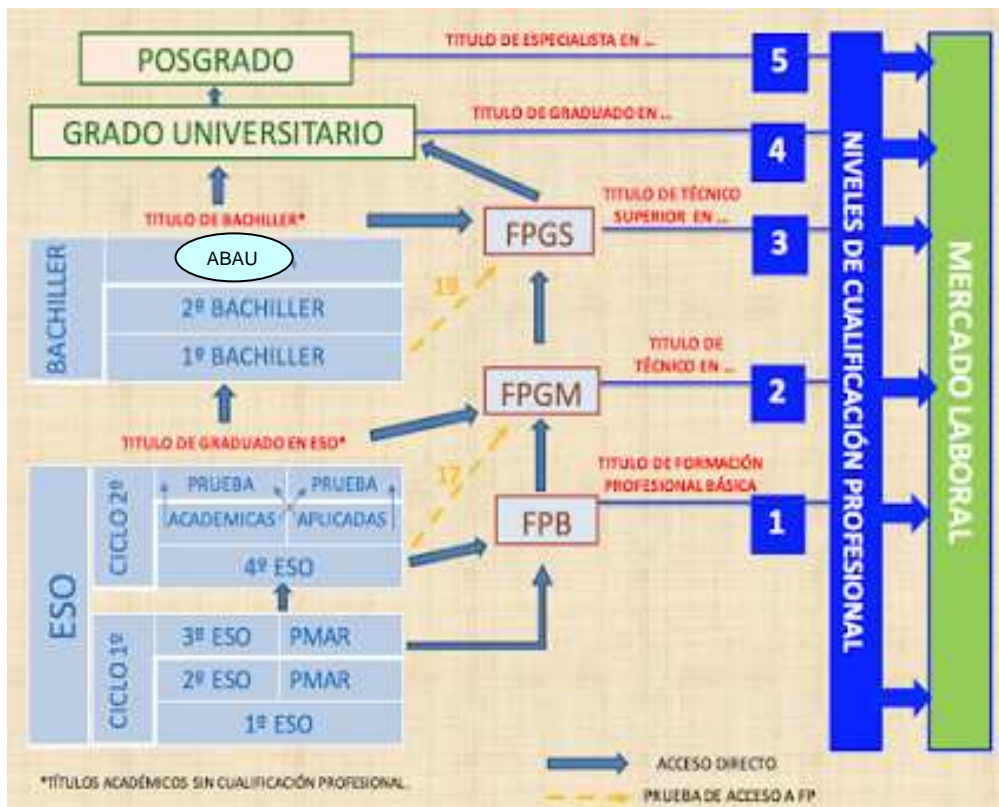 TITULO DE ESPECIALISTA EN ...
POSGRADO
5
TITULO DE GRADUADO EN ...
GRADO UNIVERSITARIO
4
TITULO DE BACHILLER*
TITULO DE TÉCNICO
SUPERIOR EN ...
FPGS
3
ABAU
BACHILLER
2º BACHILLER
1º BACHILLER
19
TITULO DE
TÉCNICO EN ...
FPGM
2
TITULO DE GRADUADO EN ESO*
17
TITULO DE FORMACIÓN
PROFESIONAL BÁSICA
FPB
1
ESO
CICLO 2º
PRUEBA
PRUEBA
ACADEMICAS
APLICADAS
4º ESO
CICLO 1º
3º ESO
PMAR
2º ESO
PMAR
1º ESO
NIVELES DE CUALIFICACIÓN PROFESIONAL
MERCADO LABORAL
*TÍTULOS ACADÉMICOS SIN CUALIFICACIÓN PROFESIONAL.
ACCESO DIRECTO
PRUEBA DE ACCESO A FP